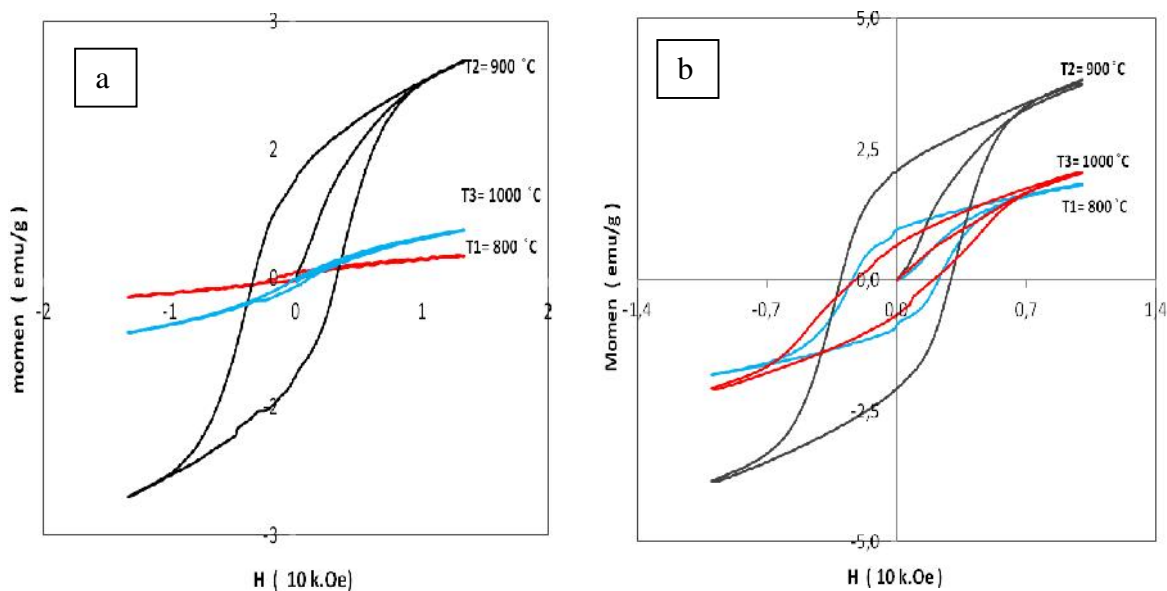 a
3
2
0
-2
-3
-2
-1
0
1
2
T2= 900 °C
T3= 1000 °C
T1= 800 °C
momen ( emu/g )
H ( 10 k.Oe)
b
5,0
2,5
0,0
-2,5
-5,0
-1,4
-0,7
0,0
0,7
1,4
T2= 900 °C
T3= 1000 °C
T1= 800 °C
Momen ( emu/g )
H ( 10 k.Oe)